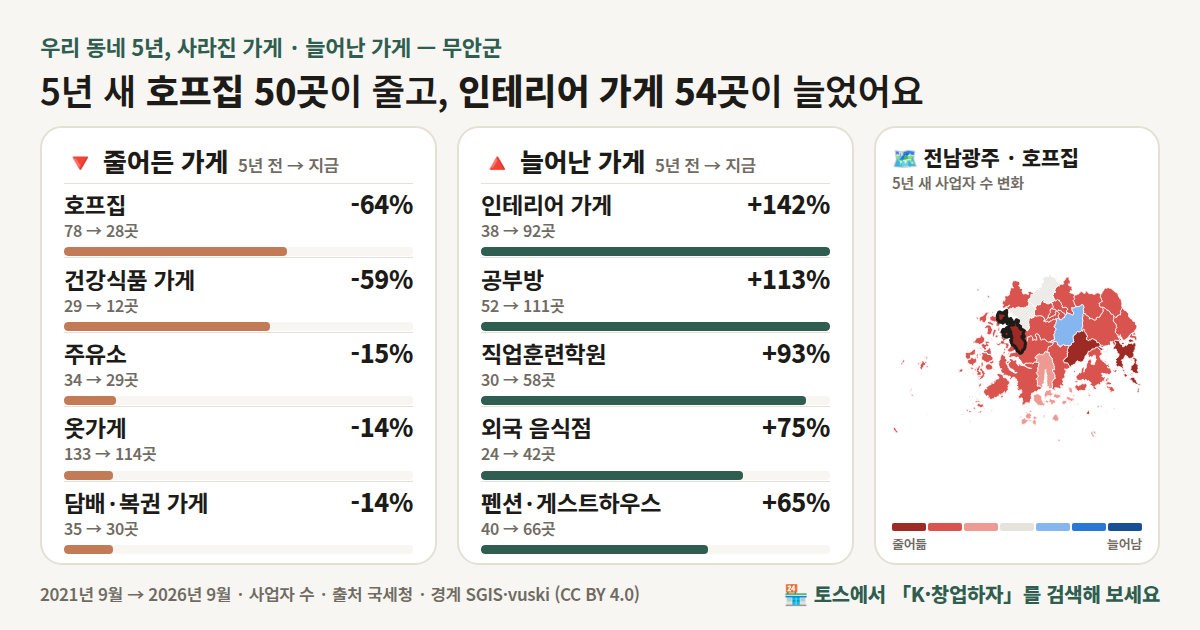 우리 동네 5년, 사라진 가게 · 늘어난 가게 — 무안군
5년 새 호프집 50곳이 줄고, 인테리어 가게 54곳이 늘었어요
🔻 줄어든 가게 5년 전 → 지금
호프집 -64%
78 → 28곳
건강식품 가게 -59%
29 → 12곳
주유소 -15%
34 → 29곳
옷가게 -14%
133 → 114곳
담배·복권 가게 -14%
35 → 30곳
🔺 늘어난 가게 5년 전 → 지금
인테리어 가게 +142%
38 → 92곳
공부방 +113%
52 → 111곳
직업훈련학원 +93%
30 → 58곳
외국 음식점 +75%
24 → 42곳
펜션·게스트하우스 +65%
40 → 66곳
🗺️ 전남광주 · 호프집
5년 새 사업자 수 변화
줄어듦 늘어남
2021년 9월 → 2026년 9월 · 사업자 수 · 출처 국세청 · 경계 SGIS·vuski (CC BY 4.0)
🏪 토스에서 「K·창업하자」를 검색해 보세요